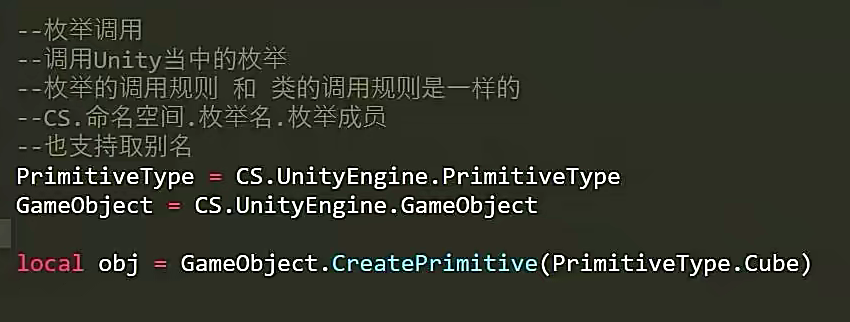 --枚举调用
--调用Unity当中的枚举
--枚举的调用规则 和 类的调用规则是一样的
--CS.命名空间.枚举名.枚举成员
--也支持取别名
PrimitiveType = CS.UnityEngine.PrimitiveType
GameObject = CS.UnityEngine.GameObject
local obj = GameObject.CreatePrimitive(PrimitiveType.Cube)